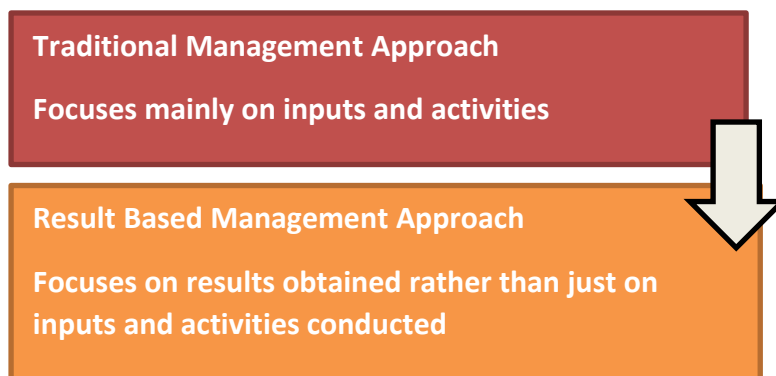 Traditional Management Approach
Focuses mainly on inputs and activities
Result Based Management Approach
Focuses on results obtained rather than just on
inputs and activities conducted